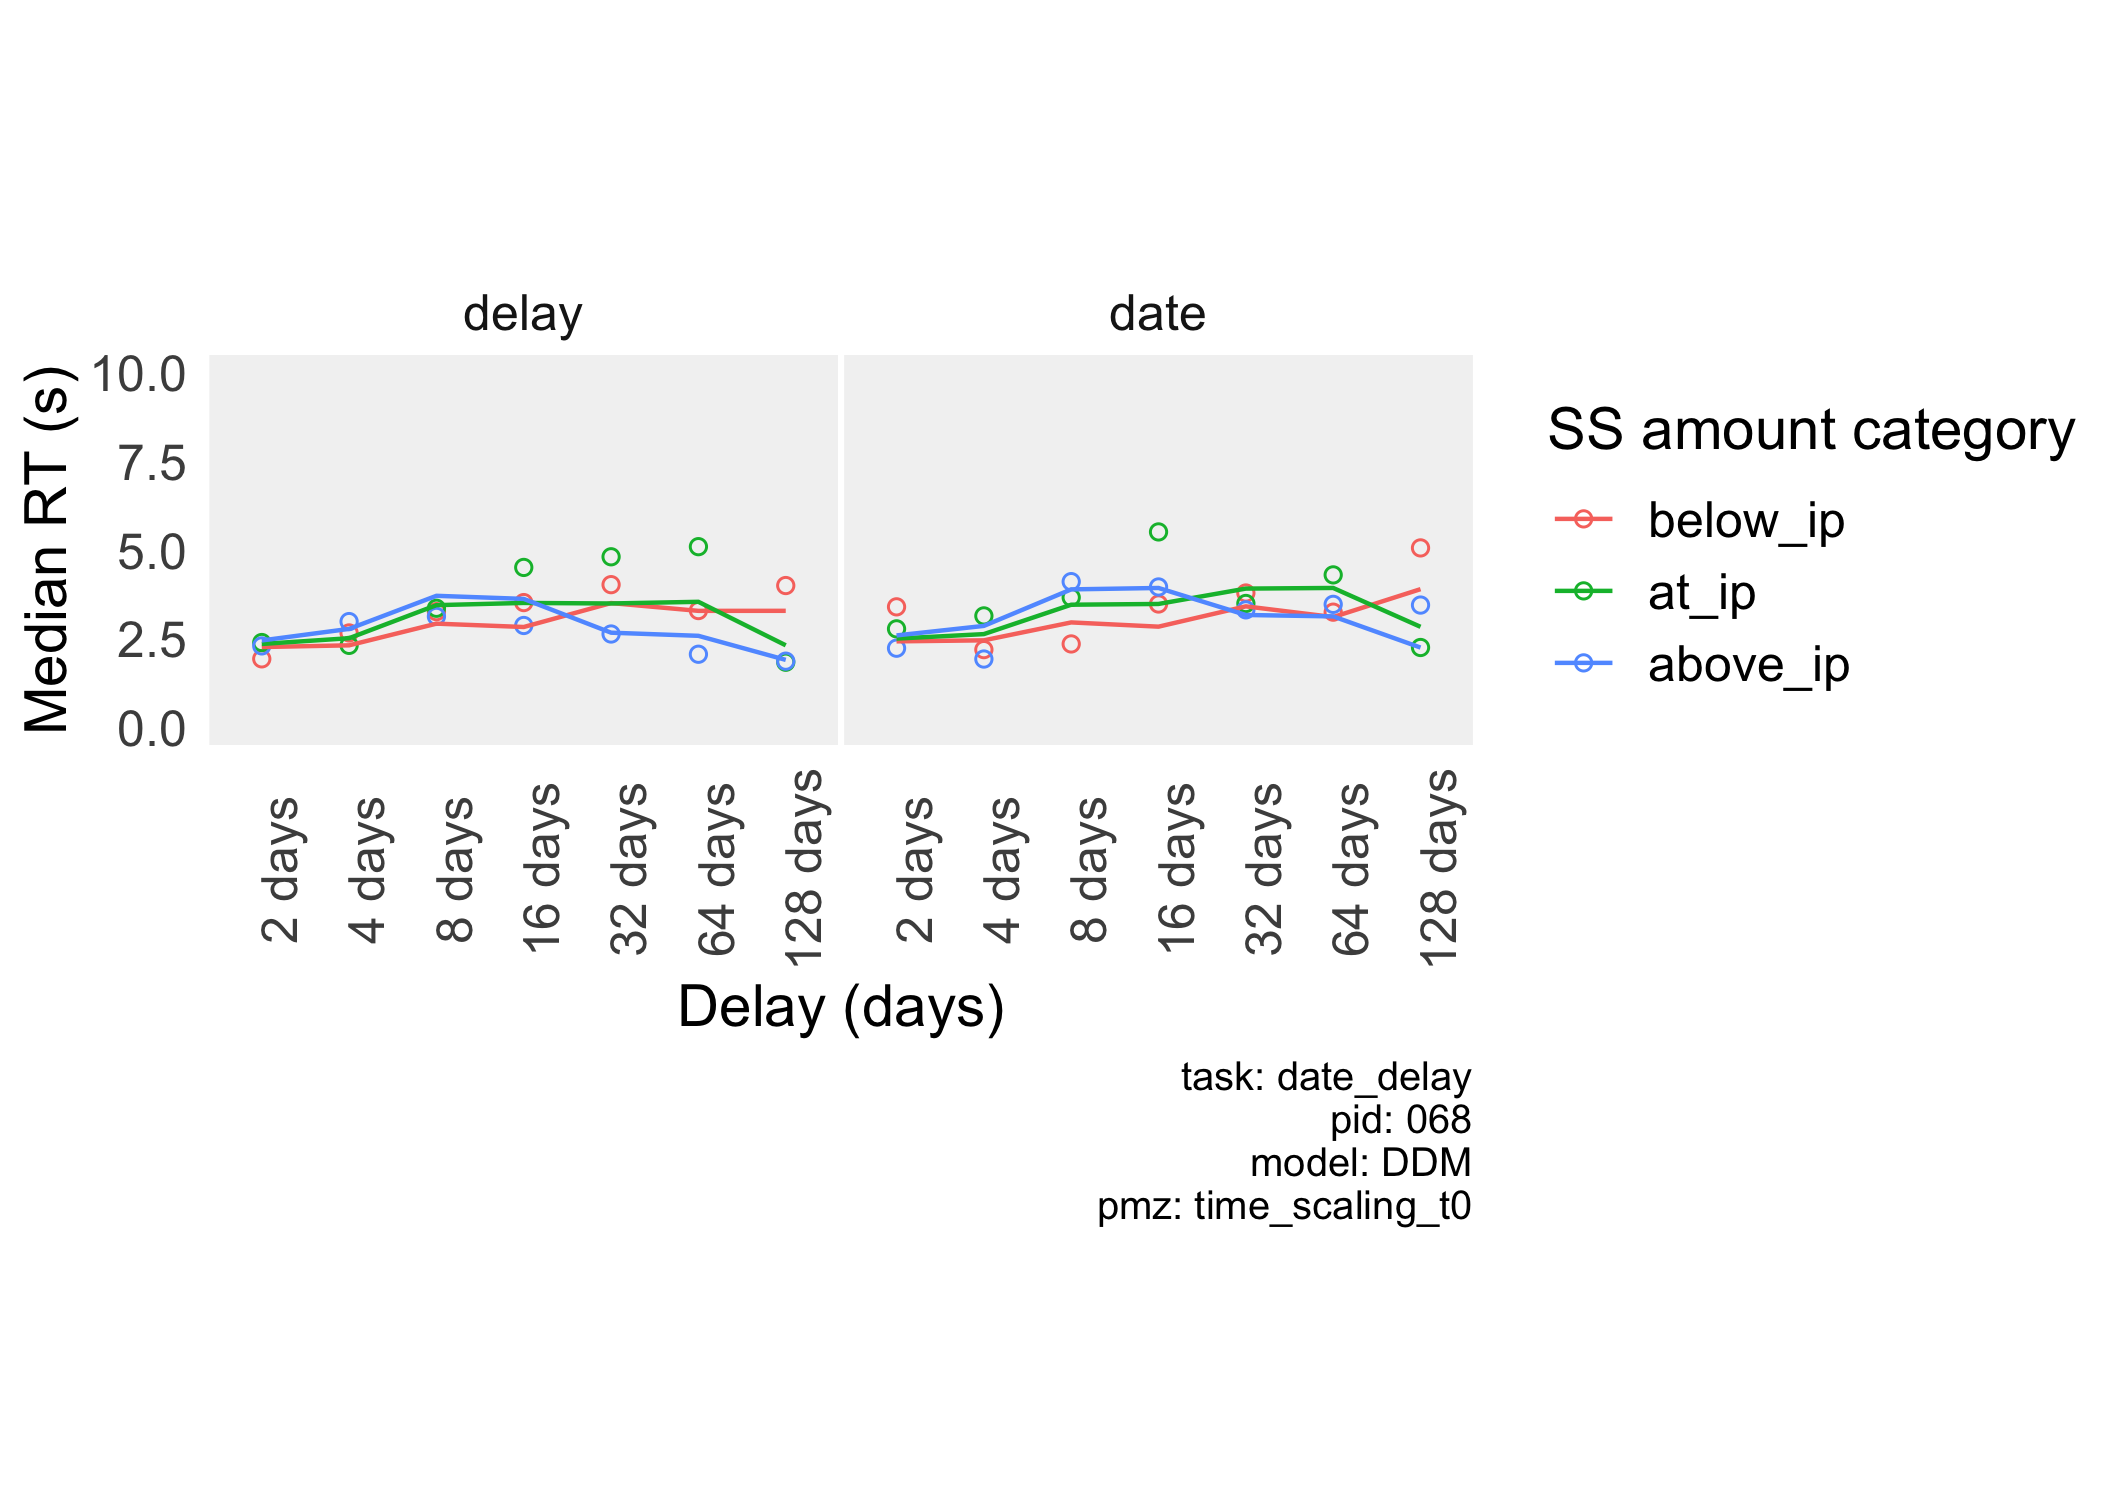 delay
date
Median RT (s)
10.0
7.5
5.0
2.5
0.0
2 days
4 days
8 days
16 days
32 days
64 days
128 days
2 days
4 days
8 days
16 days
32 days
64 days
128 days
Delay (days)
SS amount category
below_ip
at_ip
above_ip
task: date_delay
pid: 068
model: DDM
pmz: time_scaling_t0